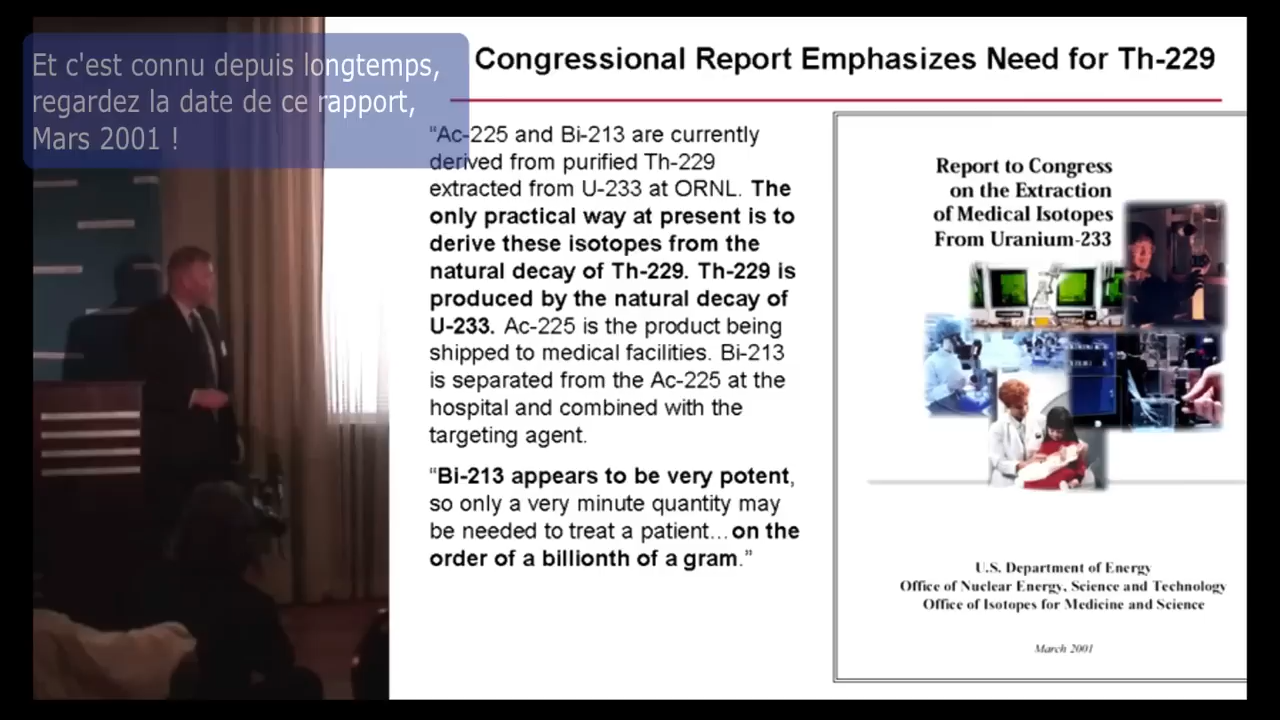 Et c'est connu depuis longtemps,
regardez la date de ce rapport,
Mars 2001 !
Congressional Report Emphasizes Need for Th-229
“Ac-225 and Bi-213 are currently
derived from purified Th-229
extracted from U-233 at ORNL. The
only practical way at present is to
derive these isotopes from the
natural decay of Th-229. Th-229 is
produced by the natural decay of
U-233. Ac-225 is the product being
shipped to medical facilities. Bi-213
is separated from the Ac-225 at the
hospital and combined with the
targeting agent.
“Bi-213 appears to be very potent,
so only a very minute quantity may
be needed to treat a patient… on the
order of a billionth of a gram.”
Report to Congress
on the Extraction
of Medical Isotopes
From Uranium-233
U.S. Department of Energy
Office of Nuclear Energy, Science and Technology
Office of Isotopes for Medicine and Science
March 2001